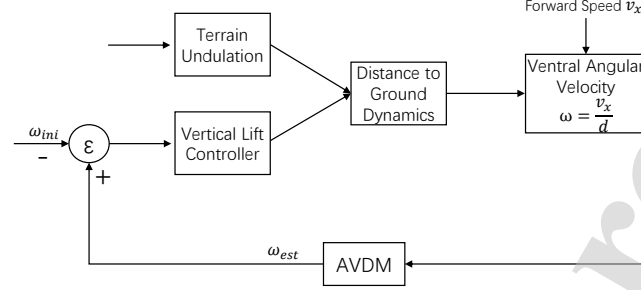 Forward Speed v_x
Terrain
Undulation
Distance to
Ground
Dynamics
Ventral Angular
Velocity
ω = v_x / d
ω_ini
-
ε
+
Vertical Lift
Controller
ω_est
AVDM